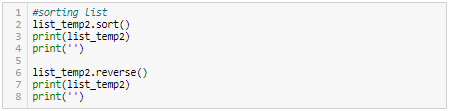 1 #sorting list
2 list_temp2.sort()
3 print(list_temp2)
4 print('')
5
6 list_temp2.reverse()
7 print(list_temp2)
8 print('')